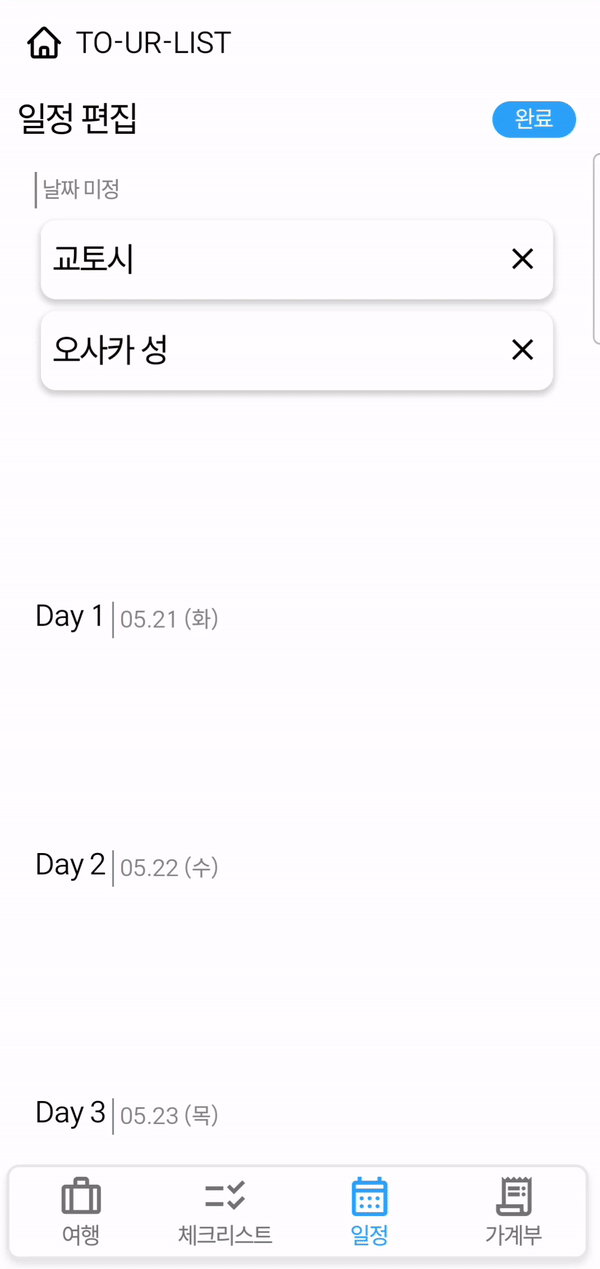 TO-UR-LIST
일정 편집
완료
날짜 미정
교토시
오사카 성
Day 1 05.21 (화)
Day 2 05.22 (수)
Day 3 05.23 (목)
여행 체크리스트 일정 가계부